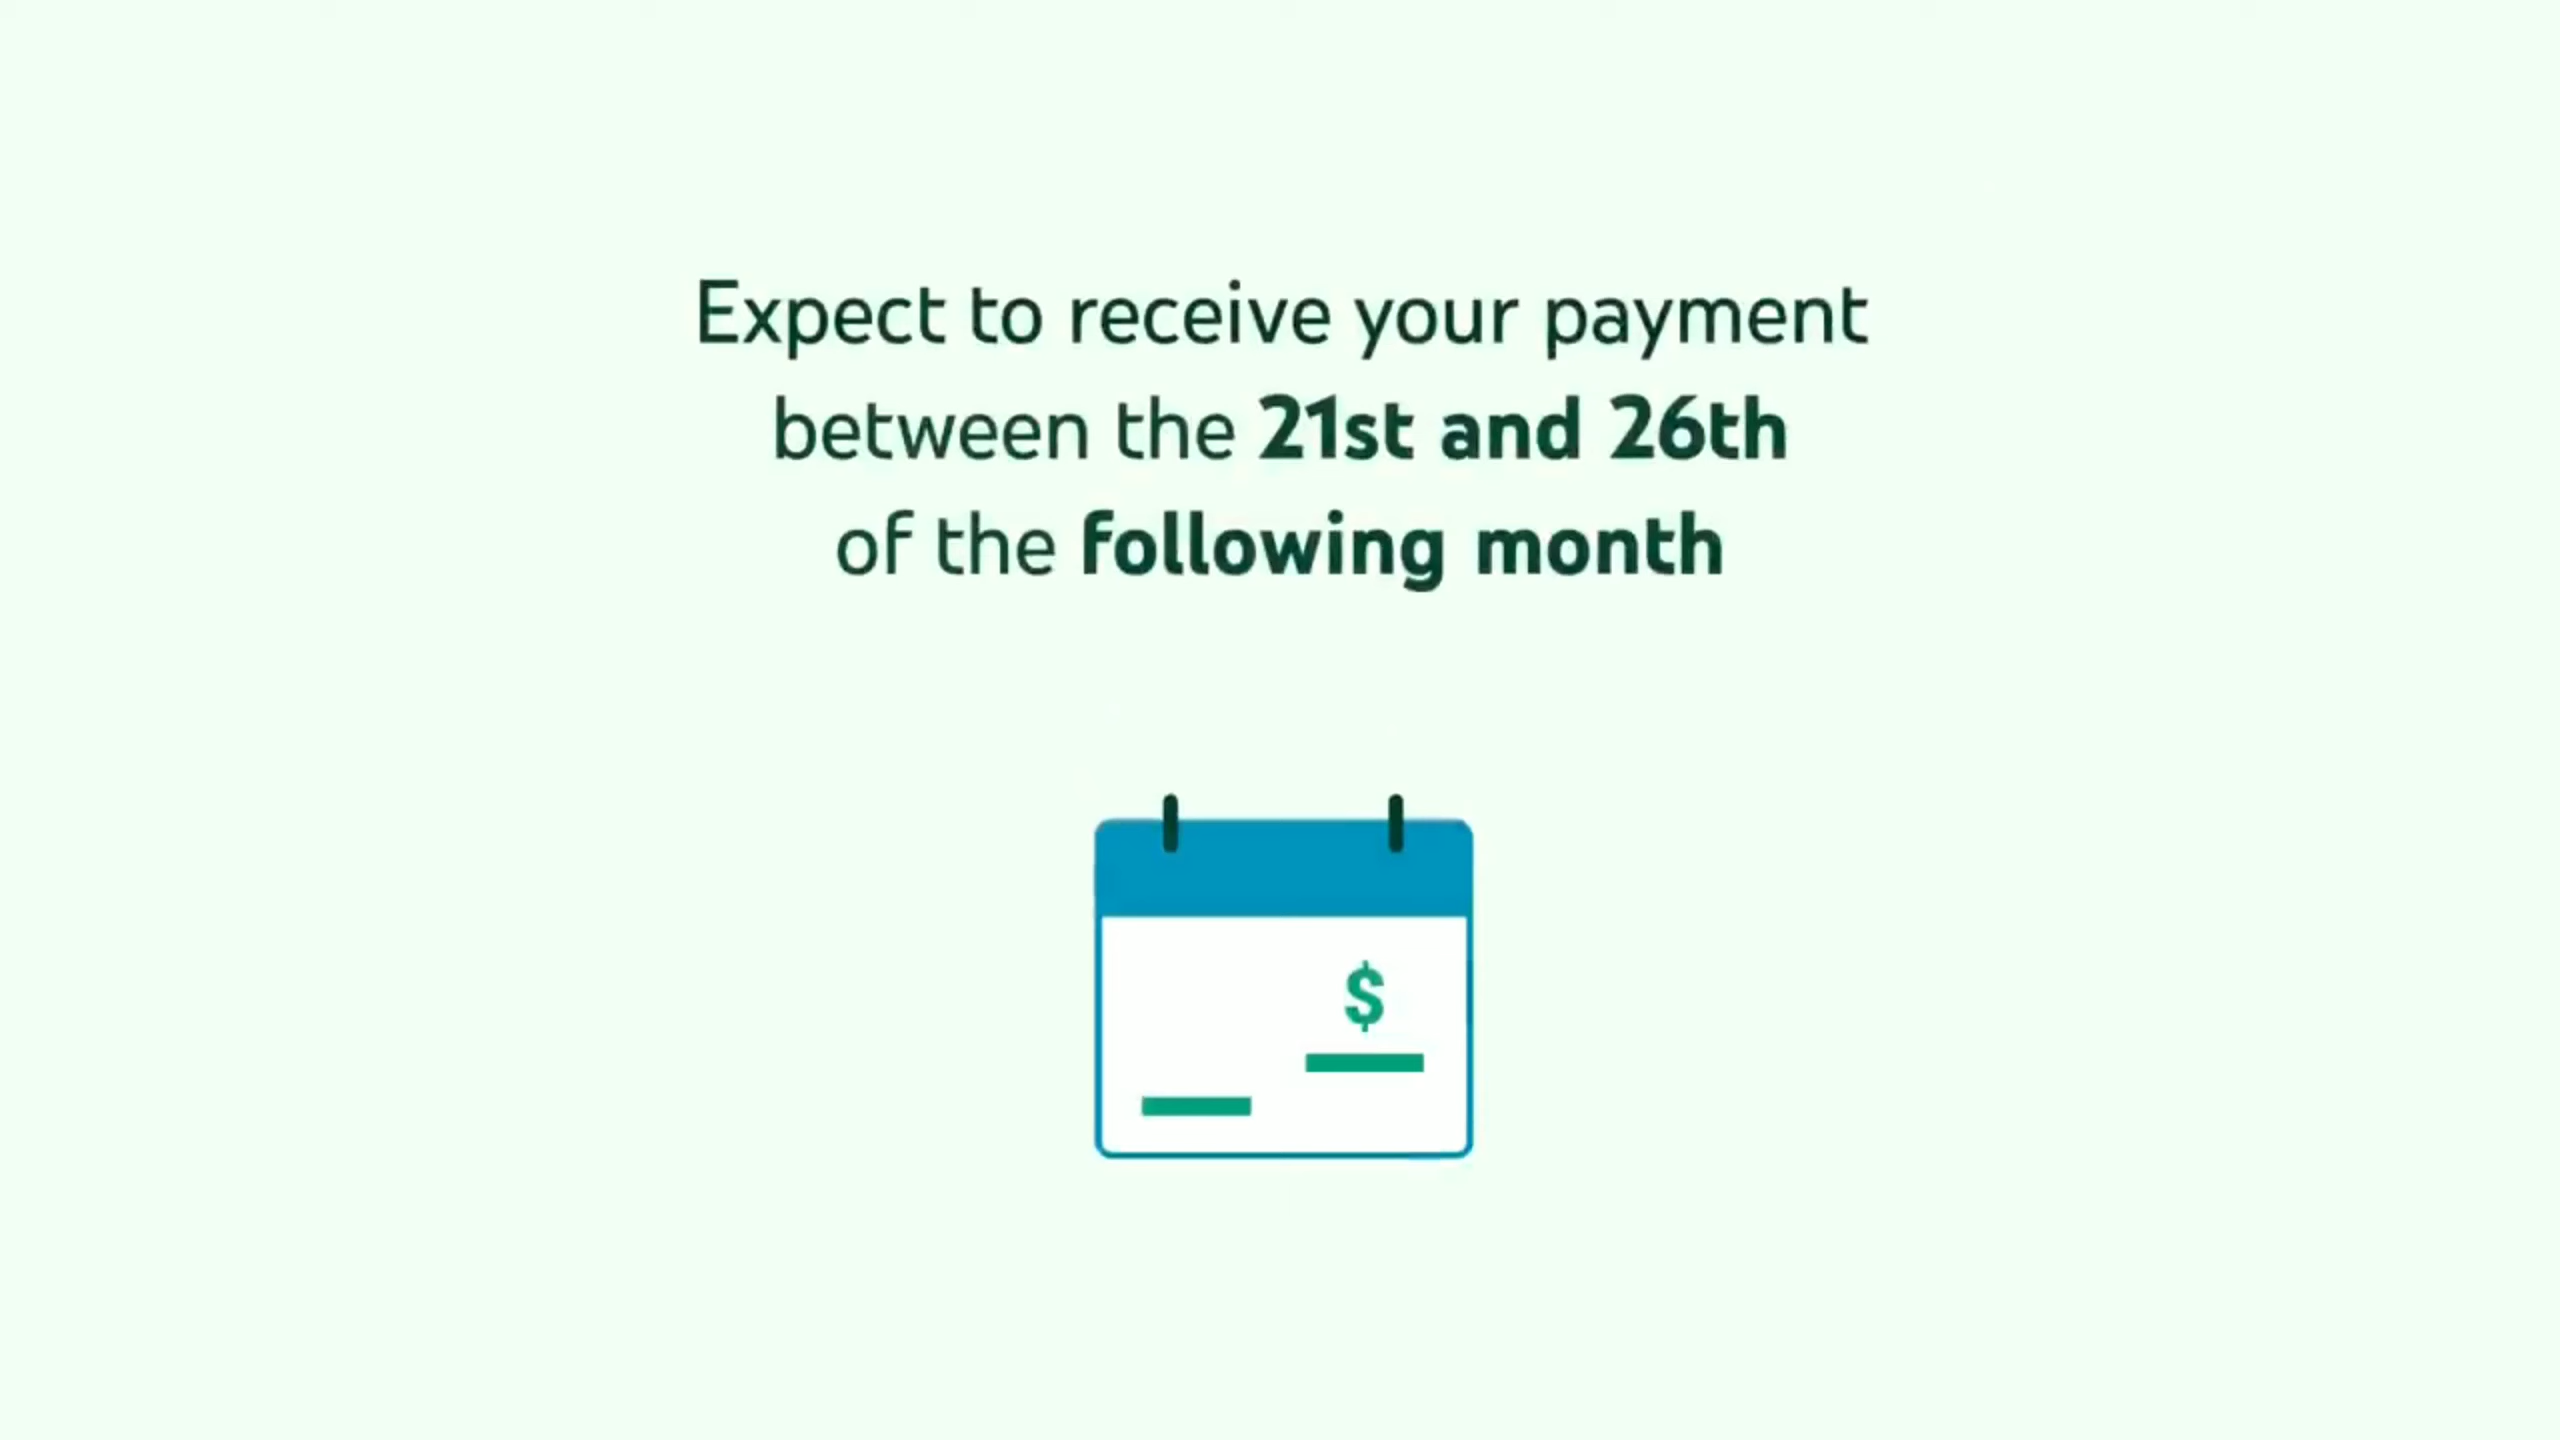 Expect to receive your payment
between the 21st and 26th
of the following month
$